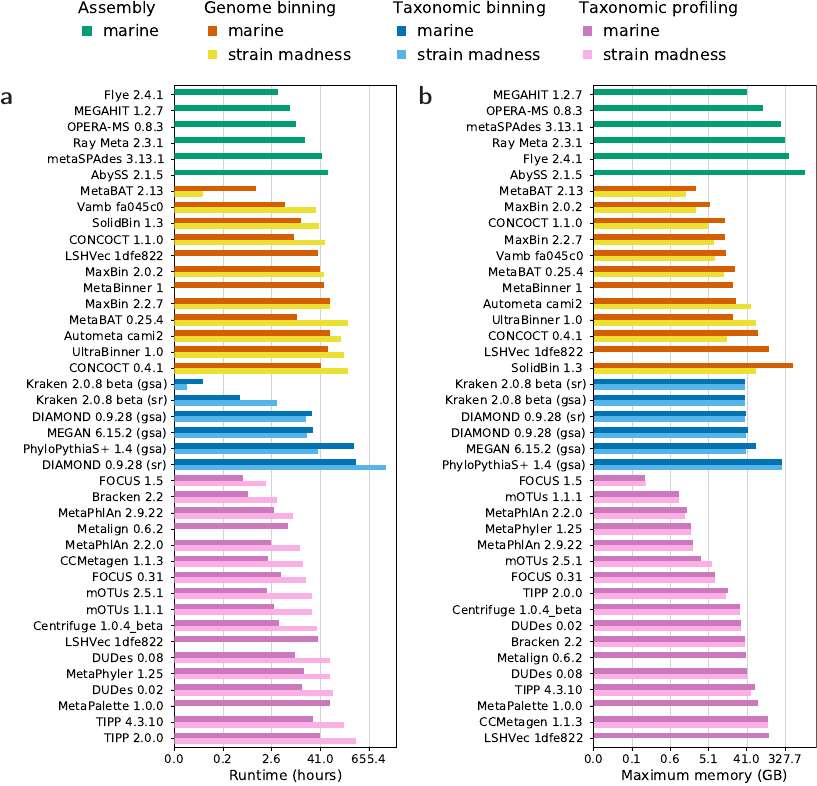 Assembly
marine
Genome binning
marine
strain madness
Taxonomic binning
marine
strain madness
Taxonomic profiling
marine
strain madness
a
Flye 2.4.1
MEGAHIT 1.2.7
OPERA-MS 0.8.3
Ray Meta 2.3.1
metaSPAdes 3.13.1
AbySS 2.1.5
MetaBAT 2.13
Vamb fa045c0
SolidBin 1.3
CONCOCT 1.1.0
LSHVec 1dfe822
MaxBin 2.0.2
MetaBinner 1
MaxBin 2.2.7
MetaBAT 0.25.4
Autometa cami2
UltraBinner 1.0
CONCOCT 0.4.1
Kraken 2.0.8 beta (gsa)
Kraken 2.0.8 beta (sr)
DIAMOND 0.9.28 (gsa)
MEGAN 6.15.2 (gsa)
PhyloPythiaS+ 1.4 (gsa)
DIAMOND 0.9.28 (sr)
FOCUS 1.5
Bracken 2.2
MetaPhlAn 2.9.22
Metalign 0.6.2
MetaPhlAn 2.2.0
CCMetagen 1.1.3
FOCUS 0.31
mOTUs 2.5.1
mOTUs 1.1.1
Centrifuge 1.0.4_beta
LSHVec 1dfe822
DUDes 0.08
MetaPhyler 1.25
DUDes 0.02
MetaPalette 1.0.0
TIPP 4.3.10
TIPP 2.0.0
0.0 0.2 2.6 41.0 655.4
Runtime (hours)
b
MEGAHIT 1.2.7
OPERA-MS 0.8.3
metaSPAdes 3.13.1
Ray Meta 2.3.1
Flye 2.4.1
AbySS 2.1.5
MetaBAT 2.13
MaxBin 2.0.2
CONCOCT 1.1.0
MaxBin 2.2.7
Vamb fa045c0
MetaBAT 0.25.4
MetaBinner 1
Autometa cami2
UltraBinner 1.0
CONCOCT 0.4.1
LSHVec 1dfe822
SolidBin 1.3
Kraken 2.0.8 beta (sr)
Kraken 2.0.8 beta (gsa)
DIAMOND 0.9.28 (sr)
DIAMOND 0.9.28 (gsa)
MEGAN 6.15.2 (gsa)
PhyloPythiaS+ 1.4 (gsa)
FOCUS 1.5
mOTUs 1.1.1
MetaPhlAn 2.2.0
MetaPhyler 1.25
MetaPhlAn 2.9.22
mOTUs 2.5.1
FOCUS 0.31
TIPP 2.0.0
Centrifuge 1.0.4_beta
DUDes 0.02
Bracken 2.2
Metalign 0.6.2
DUDes 0.08
TIPP 4.3.10
MetaPalette 1.0.0
CCMetagen 1.1.3
LSHVec 1dfe822
0.0 0.1 0.6 5.1 41.0 327.7
Maximum memory (GB)